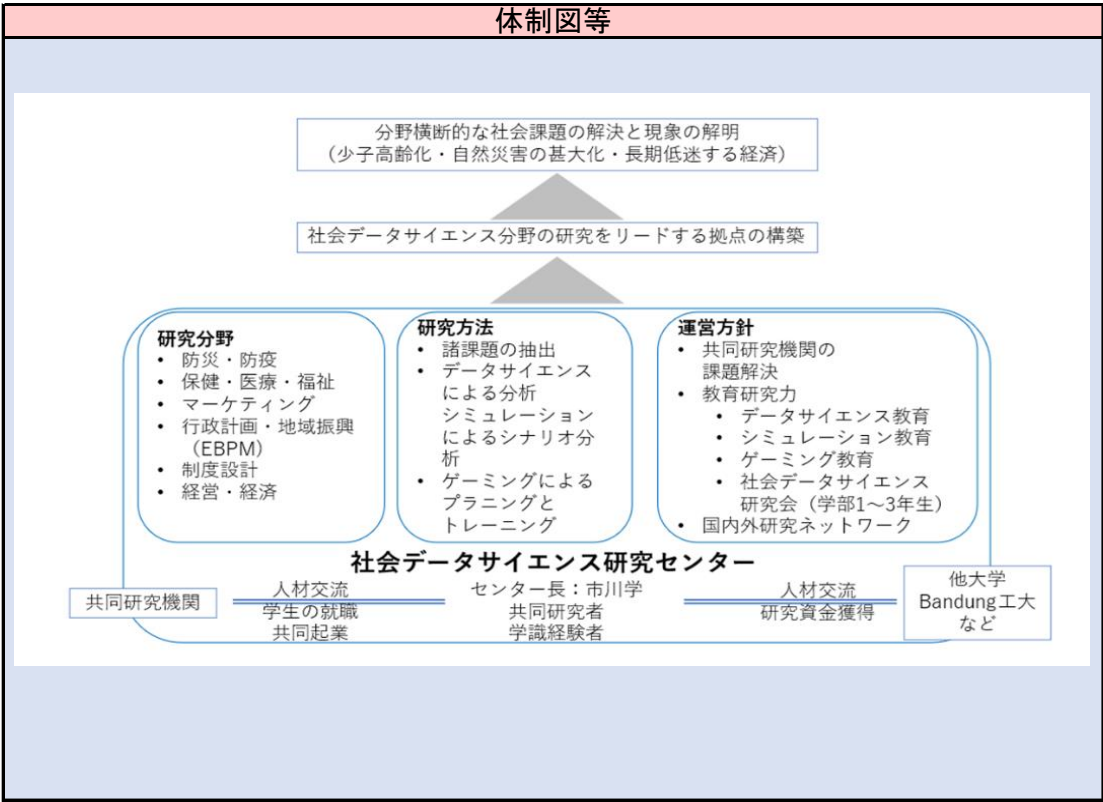 体制図等
分野横断的な社会課題の解決と現象の解明
（少子高齢化・自然災害の甚大化・長期低迷する経済）
社会データサイエンス分野の研究をリードする拠点の構築
研究分野
• 防災・防疫
• 保健・医療・福祉
• マーケティング
• 行政計画・地域振興
（EBPM）
• 制度設計
• 経営・経済
研究方法
• 諸課題の抽出
• データサイエンス
による分析
シミュレーション
によるシナリオ分
析
• ゲーミングによる
プラニングと
トレーニング
運営方針
• 共同研究機関の
課題解決
• 教育研究力
• データサイエンス教育
• シミュレーション教育
• ゲーミング教育
• 社会データサイエンス
研究会（学部1～3年生）
• 国内外研究ネットワーク
社会データサイエンス研究センター
共同研究機関
人材交流
学生の就職
共同起業
センター長：市川学
共同研究者
学識経験者
人材交流
研究資金獲得
他大学
Bandung工大
など